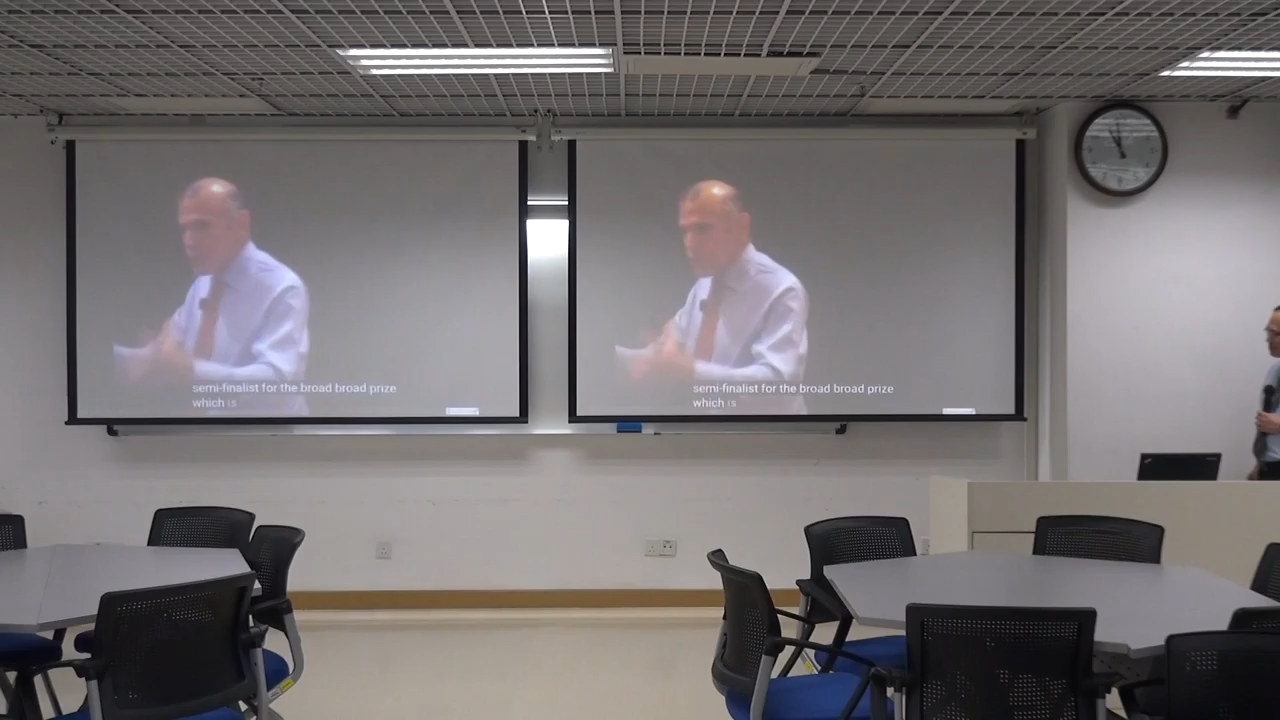 semi-finalist for the broad broad prize
which is
semi-finalist for the broad broad prize
which is